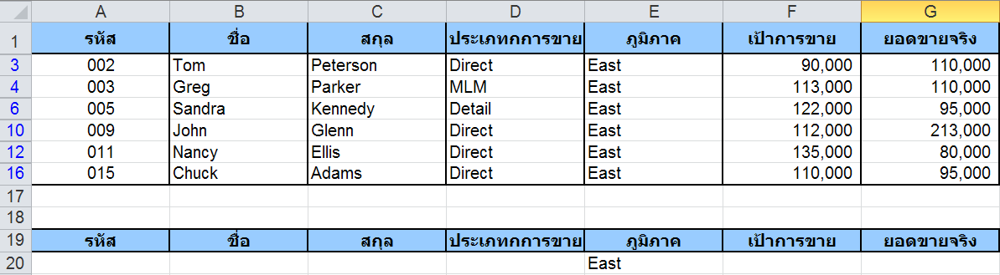 A B C D E F G
1 รหัส ชื่อ สกุล ประเภทการขาย ภูมิภาค เป้าการขาย ยอดขายจริง
3 002 Tom Peterson Direct East 90,000 110,000
4 003 Greg Parker MLM East 113,000 110,000
6 005 Sandra Kennedy Detail East 122,000 95,000
10 009 John Glenn Direct East 112,000 213,000
12 011 Nancy Ellis Direct East 135,000 80,000
16 015 Chuck Adams Direct East 110,000 95,000
17
18
19 รหัส ชื่อ สกุล ประเภทการขาย ภูมิภาค เป้าการขาย ยอดขายจริง
20 East